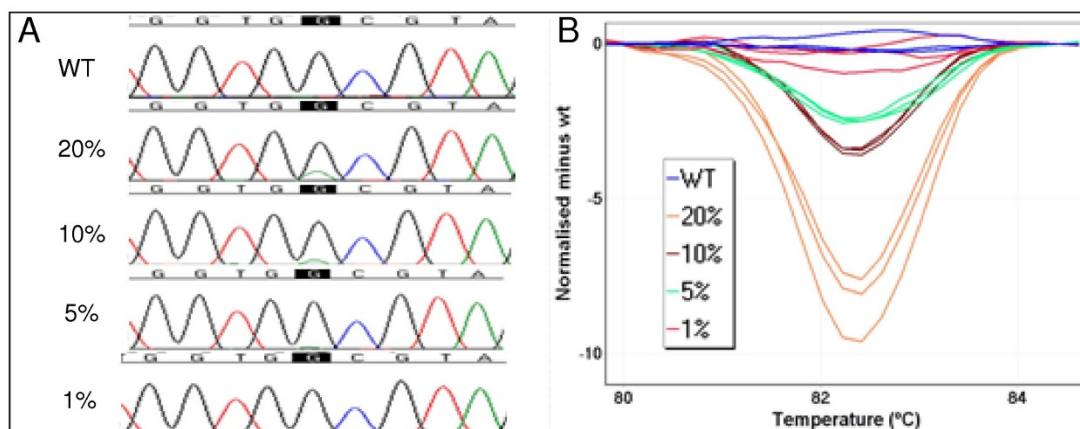 A
G G T G G C G T A
WT
G G T G G C G T A
20%
G G T G G C G T A
10%
G G T G G C G T A
5%
G G T G G C G T A
1%
B
Normalised minus wt
0
-5
-10
WT
20%
10%
5%
1%
80 82 84
Temperature (ºC)